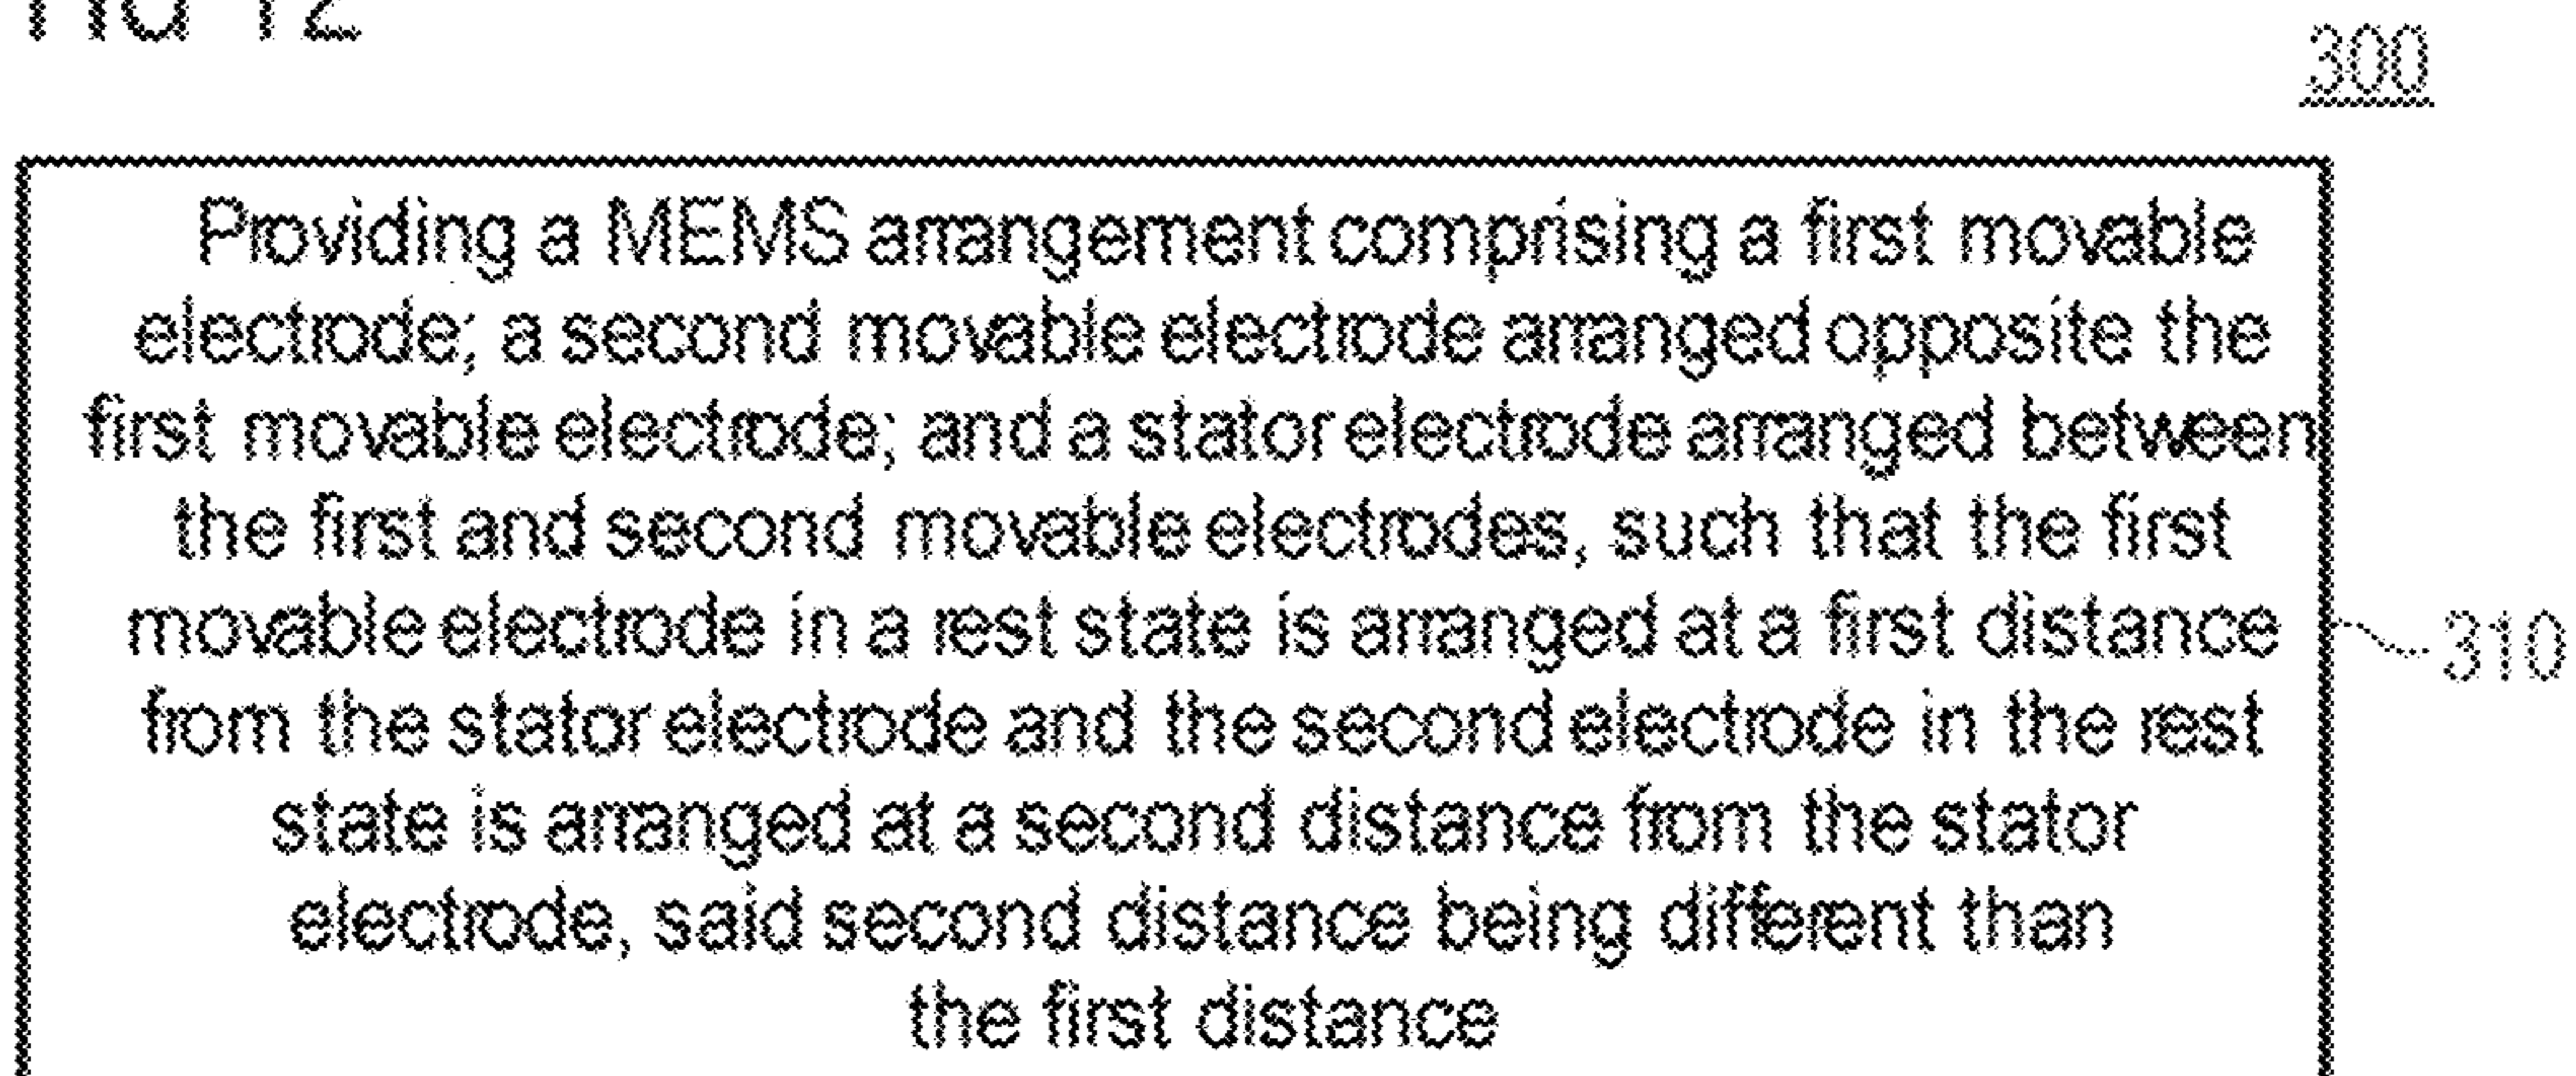 FIG 12
300
Providing a MEMS arrangement comprising a first movable
electrode; a second movable electrode arranged opposite the
first movable electrode; and a stator electrode arranged between
the first and second movable electrodes, such that the first
movable electrode in a rest state is arranged at a first distance
310
from the stator electrode and the second electrode in the rest
state is arranged at a second distance from the stator
electrode, said second distance being different than
the first distance